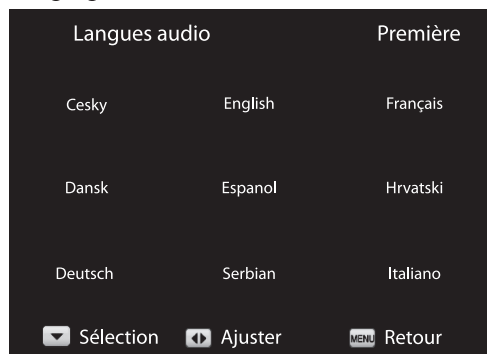 Langues audio Première
Cesky English Français
Dansk Espanol Hrvatski
Deutsch Serbian Italiano
Sélection Ajuster MENU Retour